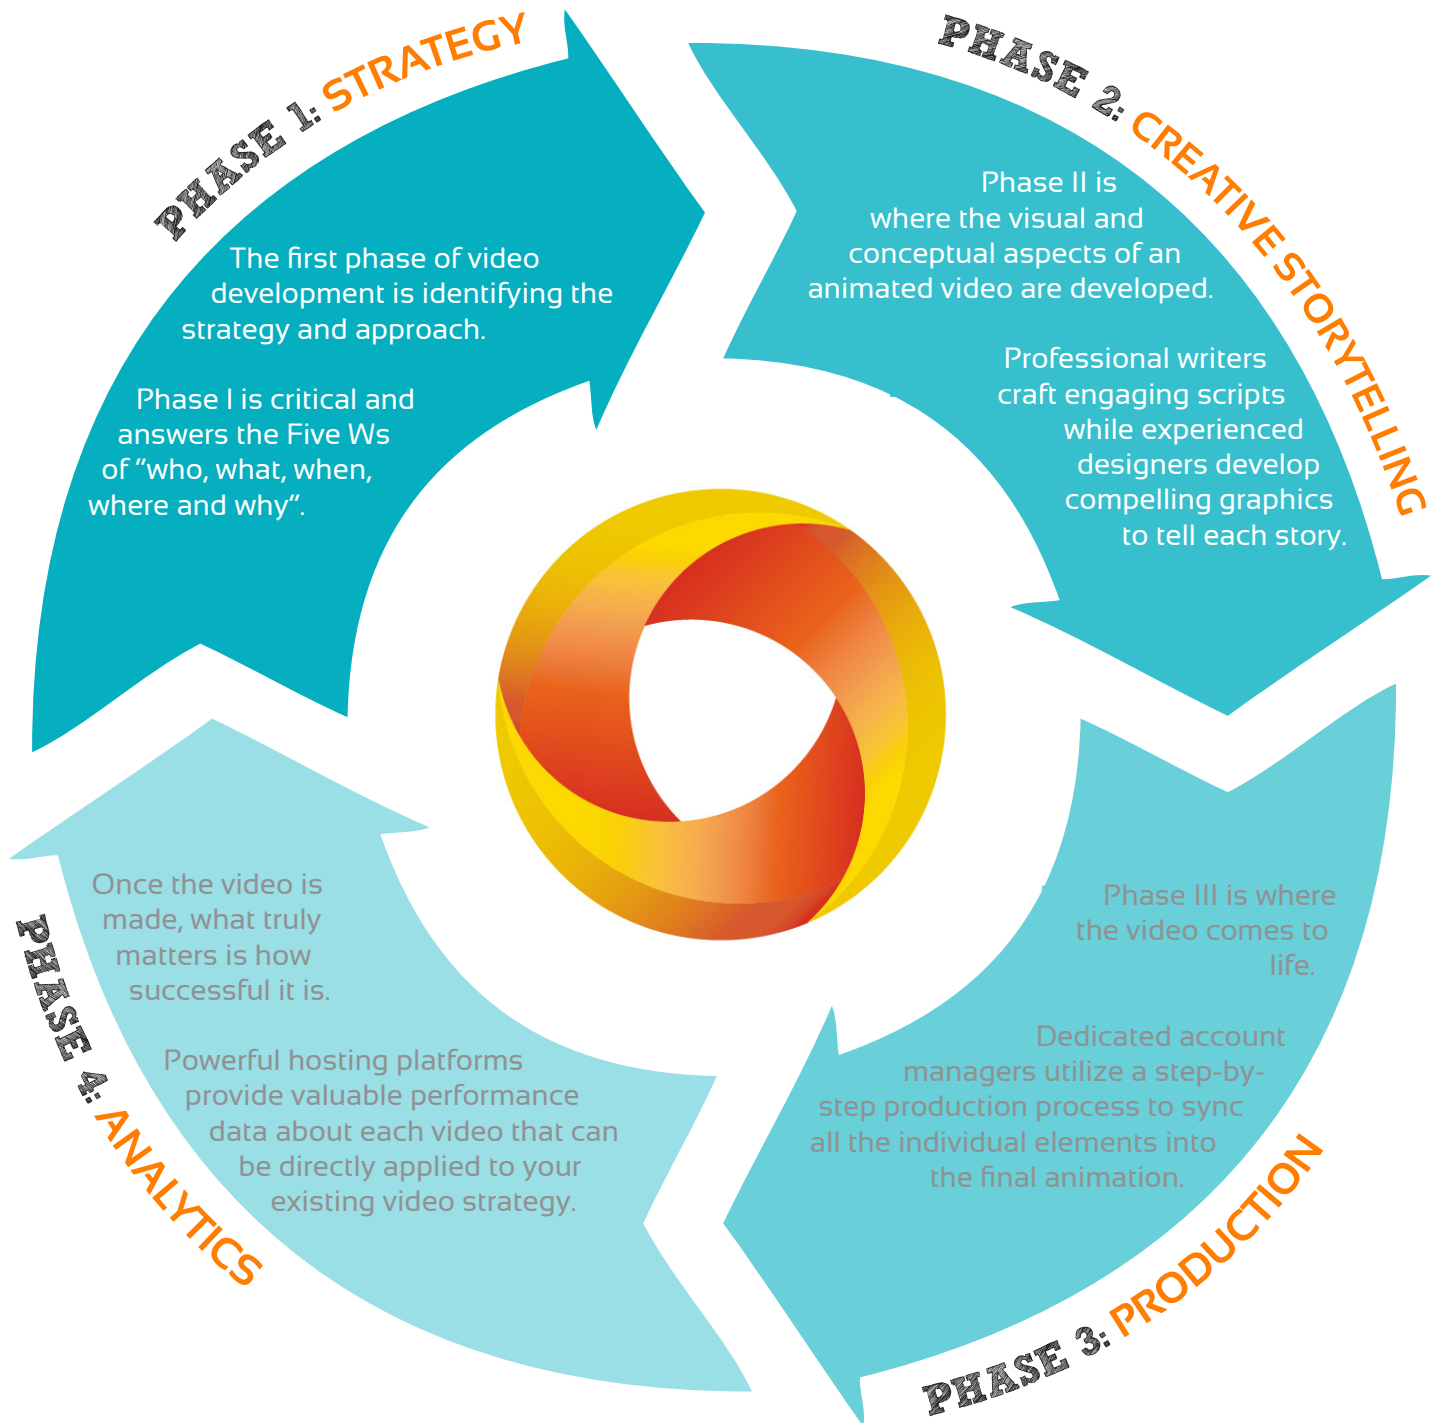 PHASE 1: STRATEGY
The first phase of video
development is identifying the
strategy and approach.
Phase I is critical and
answers the Five Ws
of “who, what, when,
where and why”.
PHASE 2: CREATIVE STORYTELLING
Phase II is
where the visual and
conceptual aspects of an
animated video are developed.
Professional writers
craft engaging scripts
while experienced
designers develop
compelling graphics
to tell each story.
PHASE 3: PRODUCTION
Phase III is where
the video comes to
life.
Dedicated account
managers utilize a step-by-
step production process to sync
all the individual elements into
the final animation.
PHASE 4: ANALYTICS
Once the video is
made, what truly
matters is how
successful it is.
Powerful hosting platforms
provide valuable performance
data about each video that can
be directly applied to your
existing video strategy.